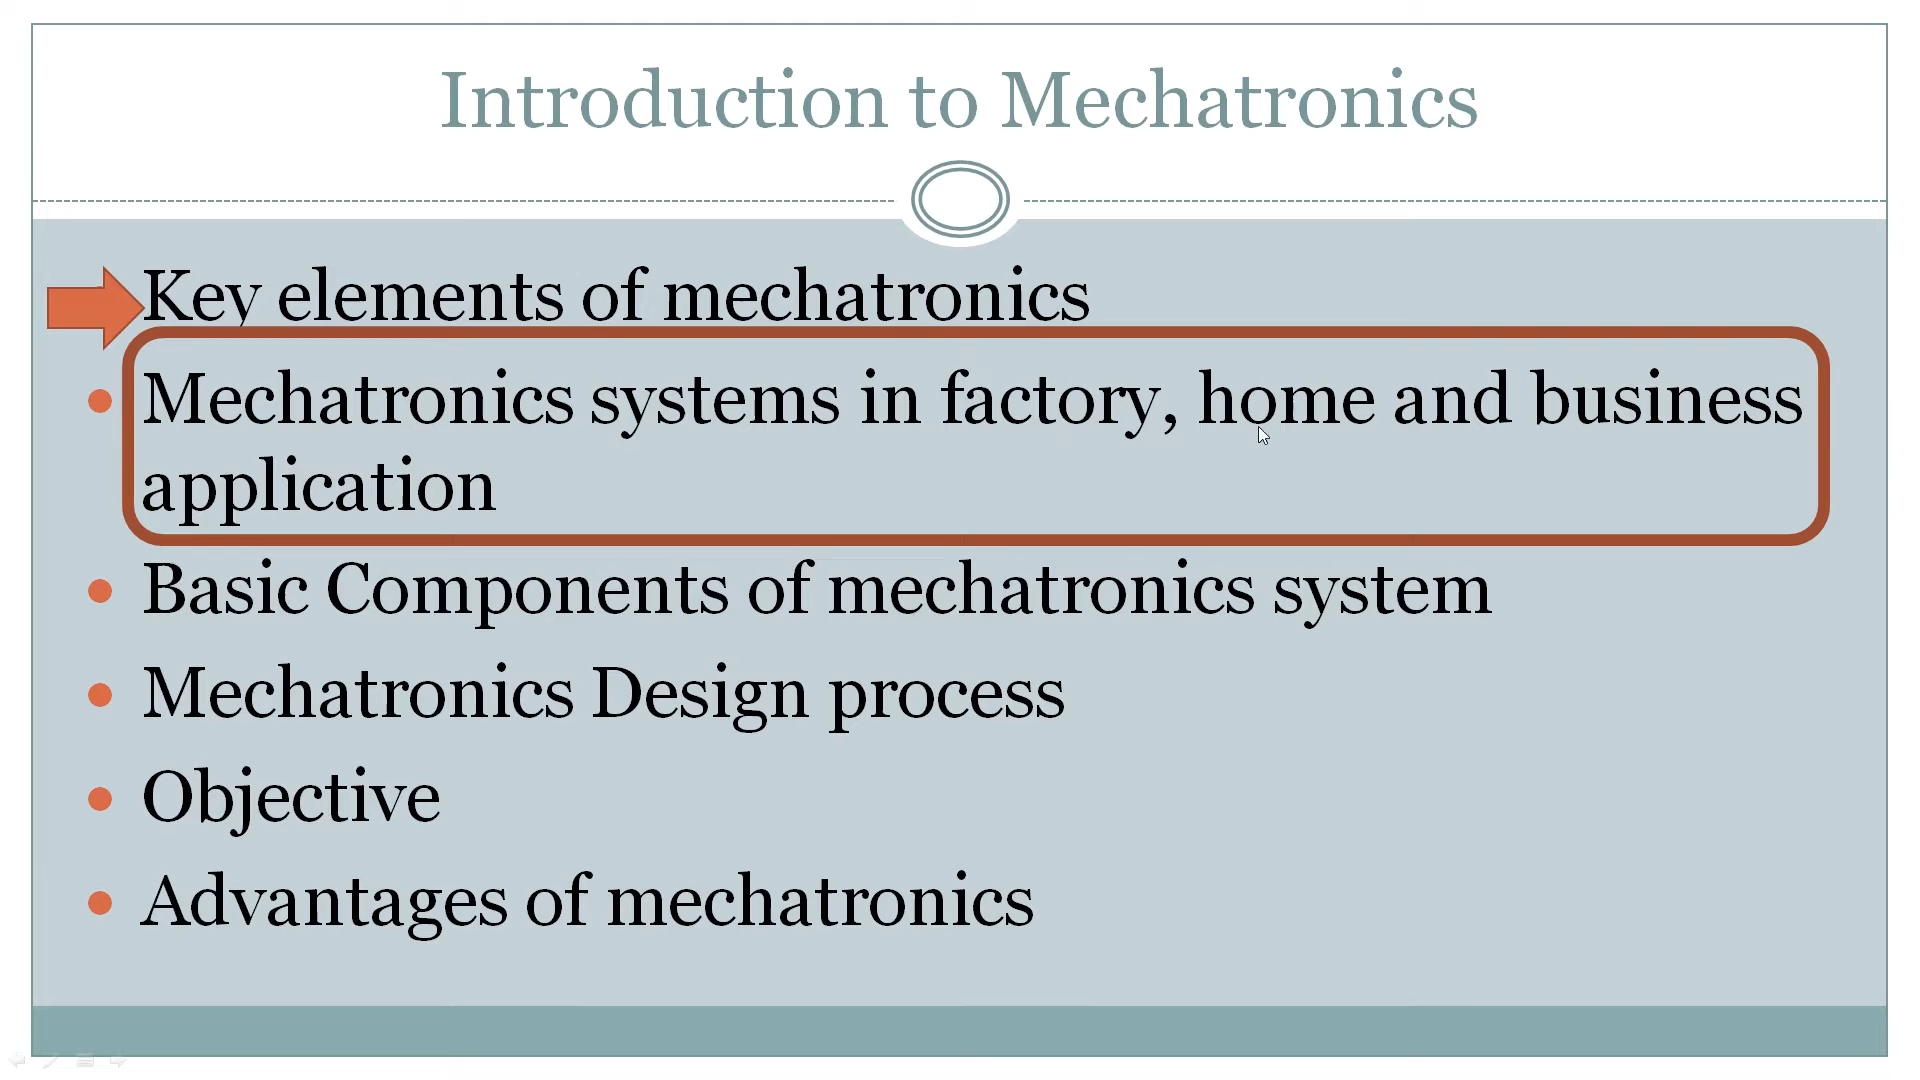 Introduction to Mechatronics
Key elements of mechatronics
Mechatronics systems in factory, home and business
application
Basic Components of mechatronics system
Mechatronics Design process
Objective
Advantages of mechatronics